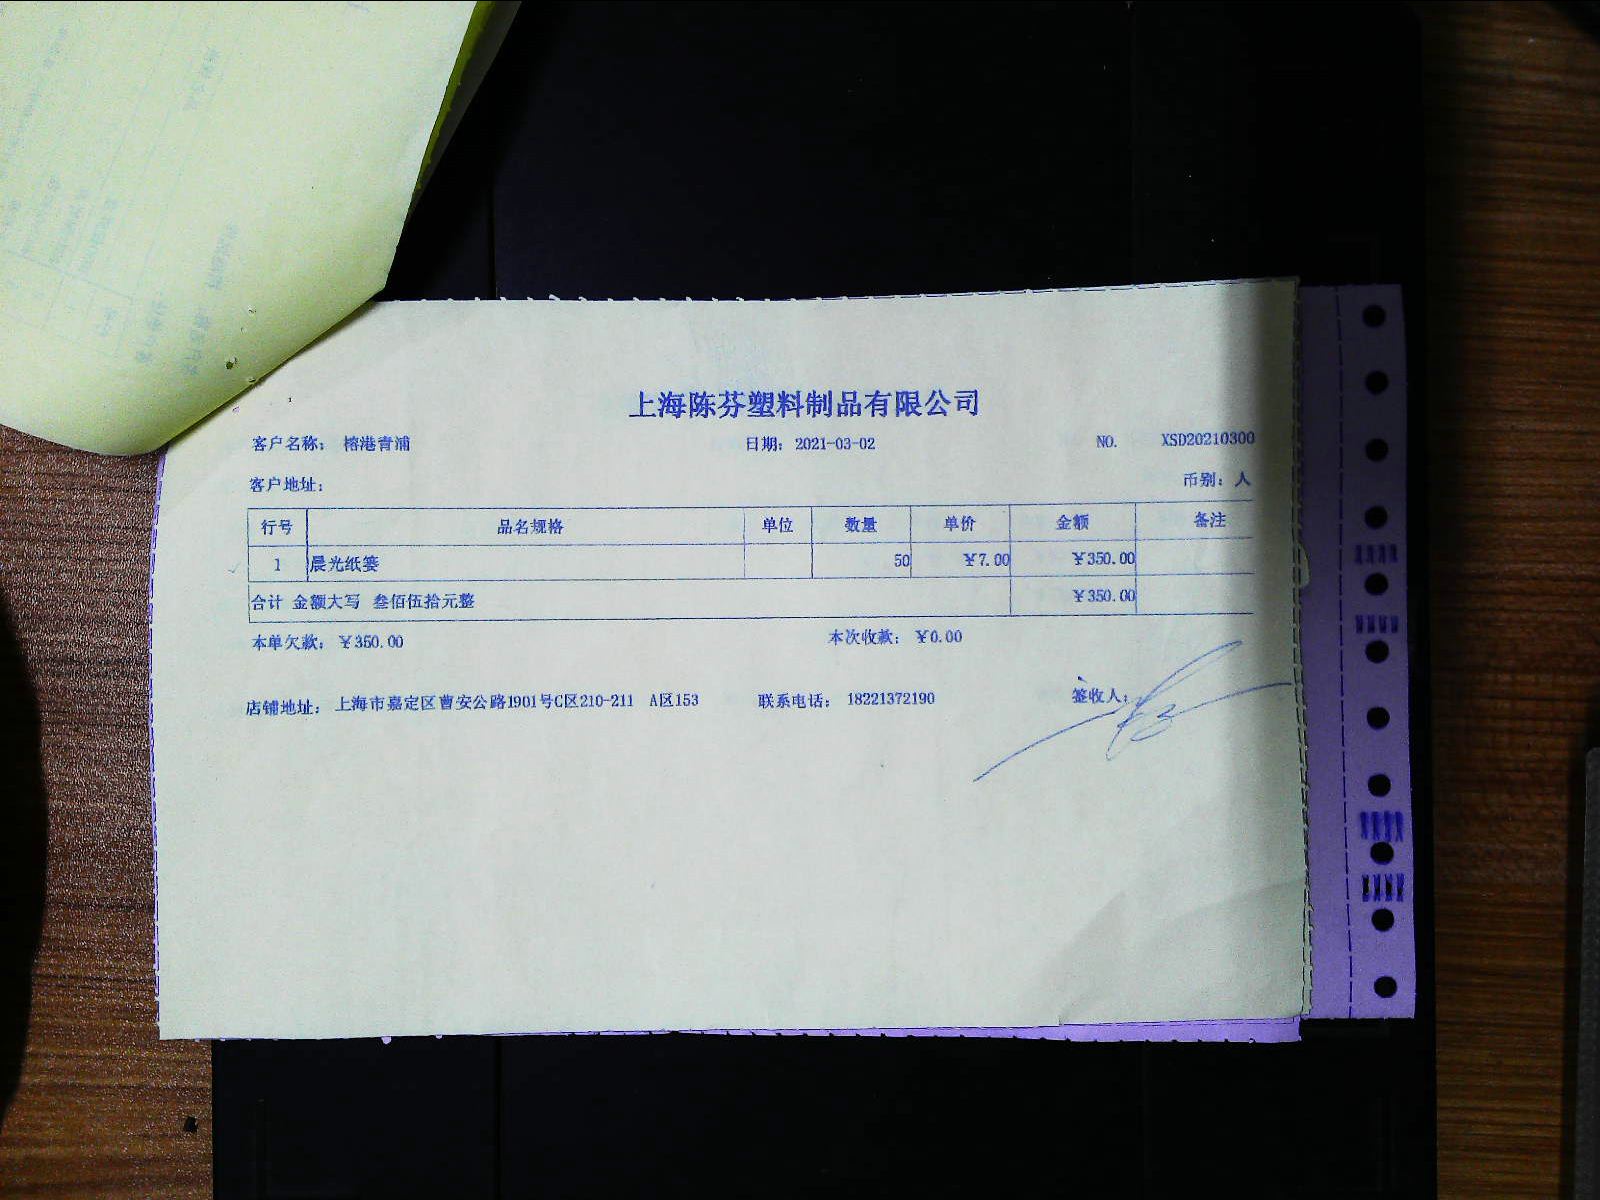 上海陈芬塑料制品有限公司
客户名称： 榕港青浦 日期：2021-03-02 NO. XSD20210300
客户地址： 币别：人
行号 品名规格 单位 数量 单价 金额 备注
1 晨光纸篓 50 ￥7.00 ￥350.00
合计 金额大写 叁佰伍拾元整 ￥350.00
本单欠款：￥350.00 本次收款：￥0.00
店铺地址： 上海市嘉定区曹安公路1901号C区210-211 A区153 联系电话： 18221372190 签收人：